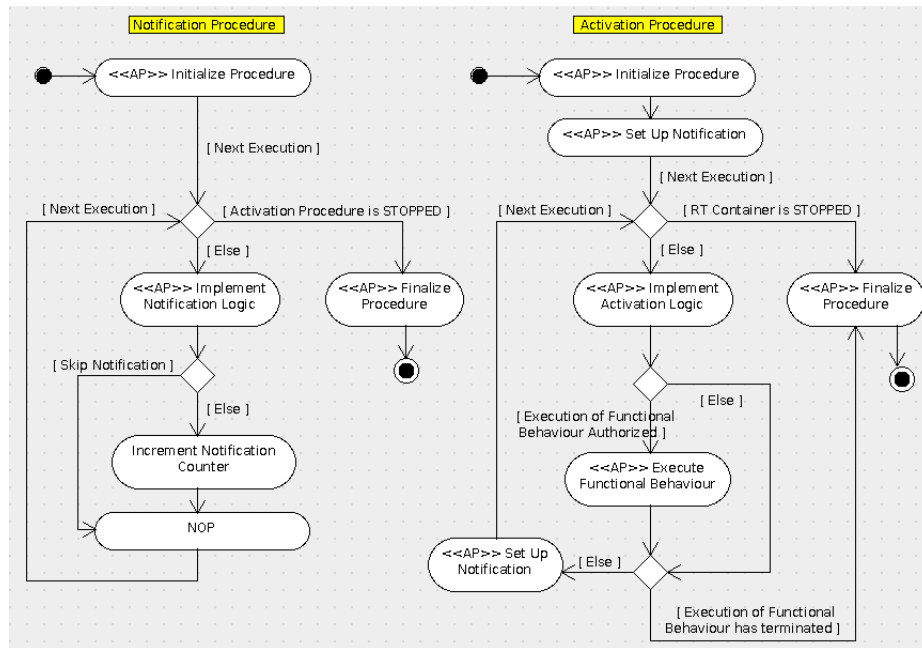 Notification Procedure
<<AP>> Initialize Procedure
[ Next Execution ]
[ Next Execution ]
[ Activation Procedure is STOPPED ]
[ Else ]
<<AP>> Implement
Notification Logic
<<AP>> Finalize
Procedure
[ Skip Notification ]
[ Else ]
Increment Notification
Counter
NOP
Activation Procedure
<<AP>> Initialize Procedure
<<AP>> Set Up Notification
[ Next Execution ]
[ Next Execution ]
[ RT Container is STOPPED ]
[ Else ]
<<AP>> Implement
Activation Logic
<<AP>> Finalize
Procedure
[ Else ]
[ Execution of Functional
Behaviour Authorized ]
<<AP>> Execute
Functional Behaviour
<<AP>> Set Up
Notification
[ Else ]
[ Execution of Functional
Behaviour has terminated ]